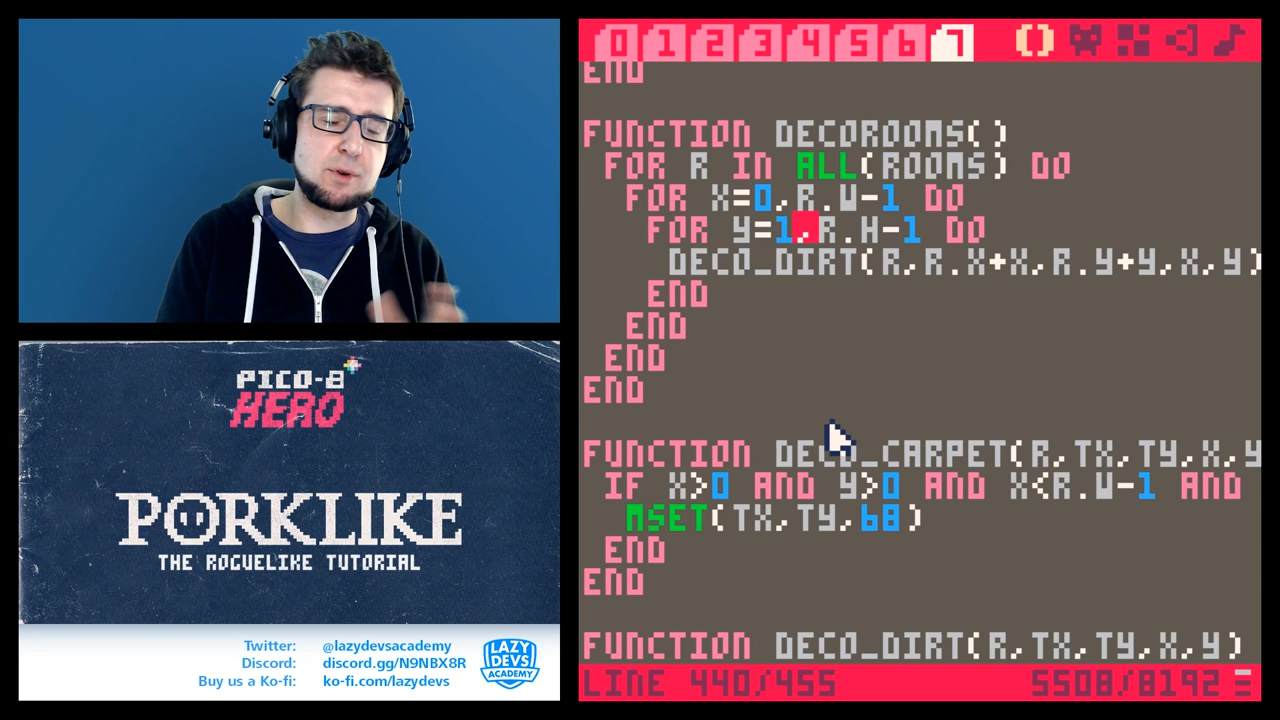 0 1 2 3 4 5 6 7
END
FUNCTION DECOROOMS()
FOR R IN ALL(ROOMS) DO
FOR X=0,R.W-1 DO
FOR Y=1,R.H-1 DO
DECO_DIRT(R,R.X+X,R.Y+Y,X,Y)
END
END
END
END
FUNCTION DECO_CARPET(R,TX,TY,X,Y
IF X>0 AND Y>0 AND X<R.W-1 AND
MSET(TX,TY,68)
END
END
FUNCTION DECO_DIRT(R,TX,TY,X,Y)
LINE 440/455 5508/8192
PICO-8
HERO
PORKLIKE
THE ROGUELIKE TUTORIAL
Twitter: @lazydevsacademy
Discord: discord.gg/N9NBX8R
Buy us a Ko-fi: ko-fi.com/lazydevs
LAZY
DEVS
ACADEMY